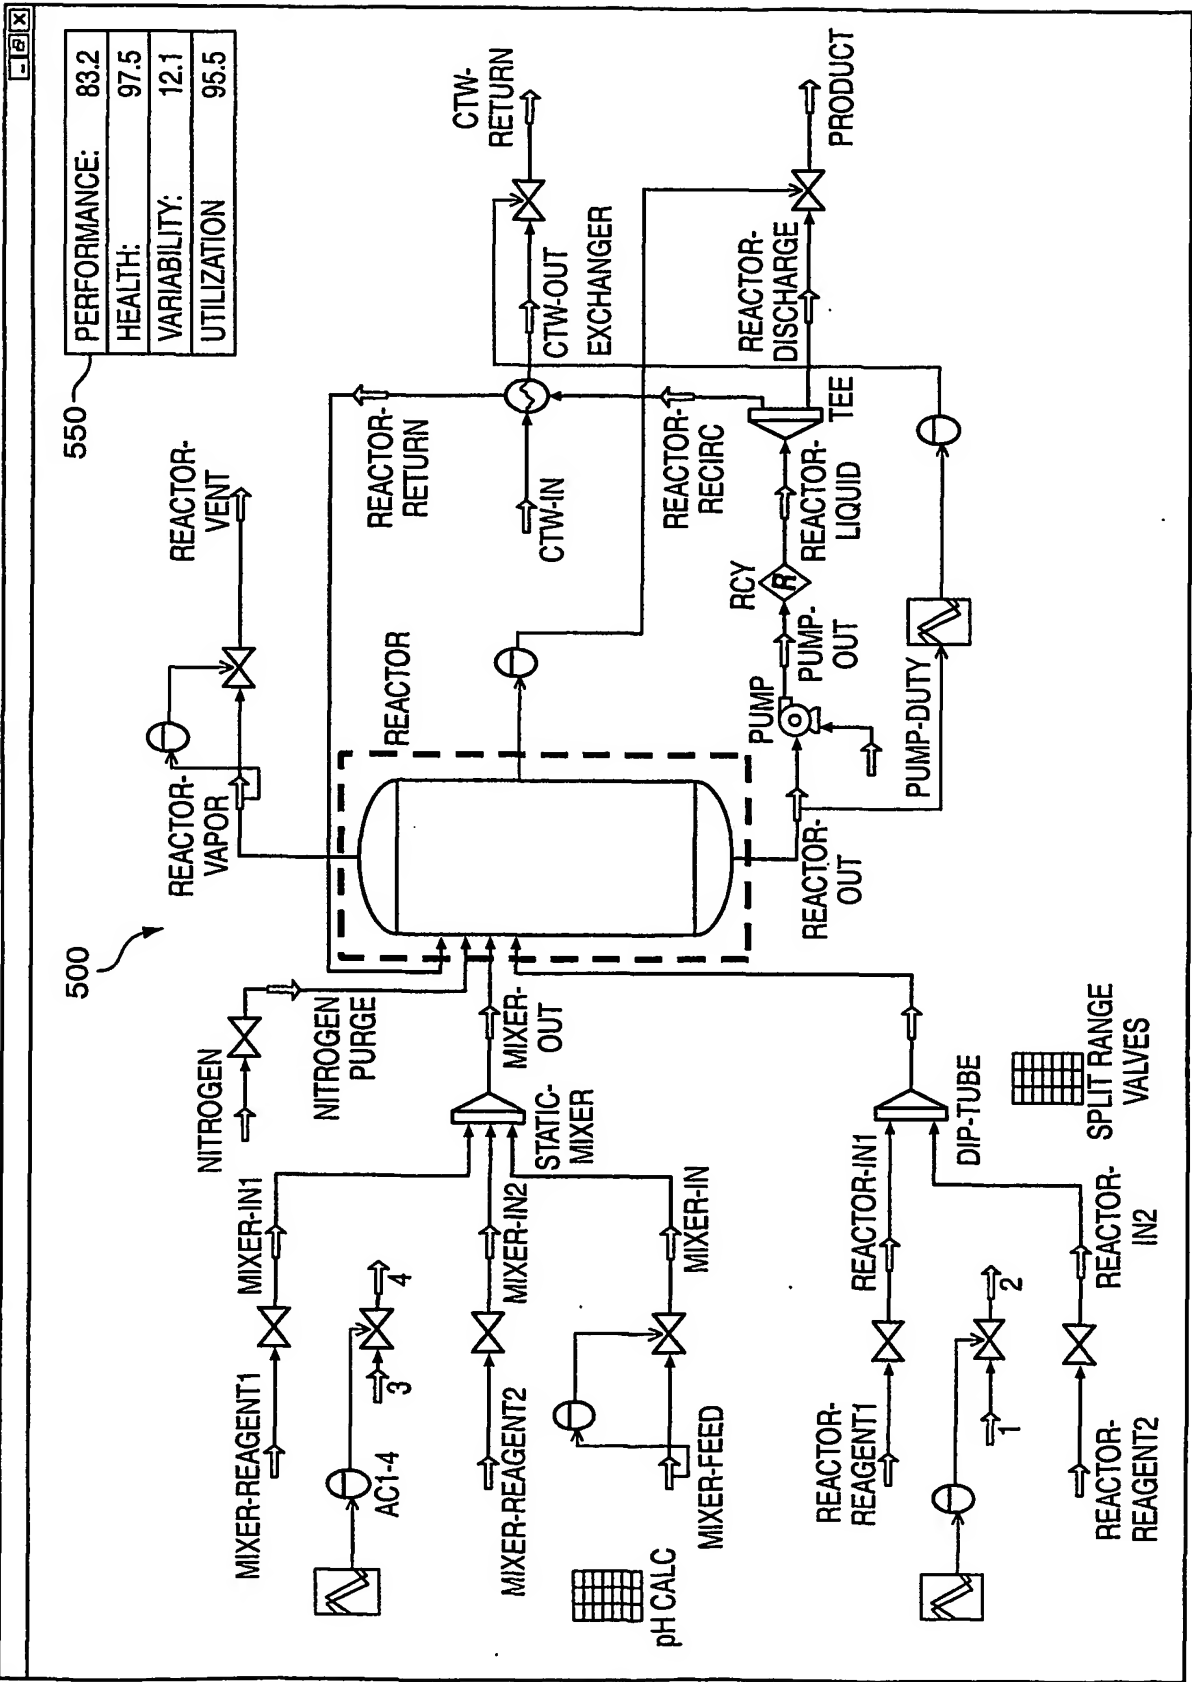 550
PERFORMANCE: 83.2
HEALTH: 97.5
VARIABILITY: 12.1
UTILIZATION 95.5
500
REACTOR-
VENT
REACTOR-
VAPOR
NITROGEN
NITROGEN
PURGE
REACTOR
REACTOR-
RETURN
CTW-
RETURN
CTW-IN
CTW-OUT
EXCHANGER
MIXER-REAGENT1
MIXER-IN1
AC1-4
3
4
MIXER-REAGENT2
MIXER-IN2
STATIC-
MIXER
MIXER-
OUT
MIXER-FEED
MIXER-IN
pH CALC
REACTOR-
RECIRC
RCY
R
PUMP
PUMP-
OUT
REACTOR-
LIQUID
TEE
REACTOR-
DISCHARGE
PRODUCT
REACTOR-
OUT
PUMP-DUTY
REACTOR-
REAGENT1
REACTOR-IN1
1
2
DIP-TUBE
REACTOR-
REAGENT2
REACTOR-
IN2
SPLIT RANGE
VALVES